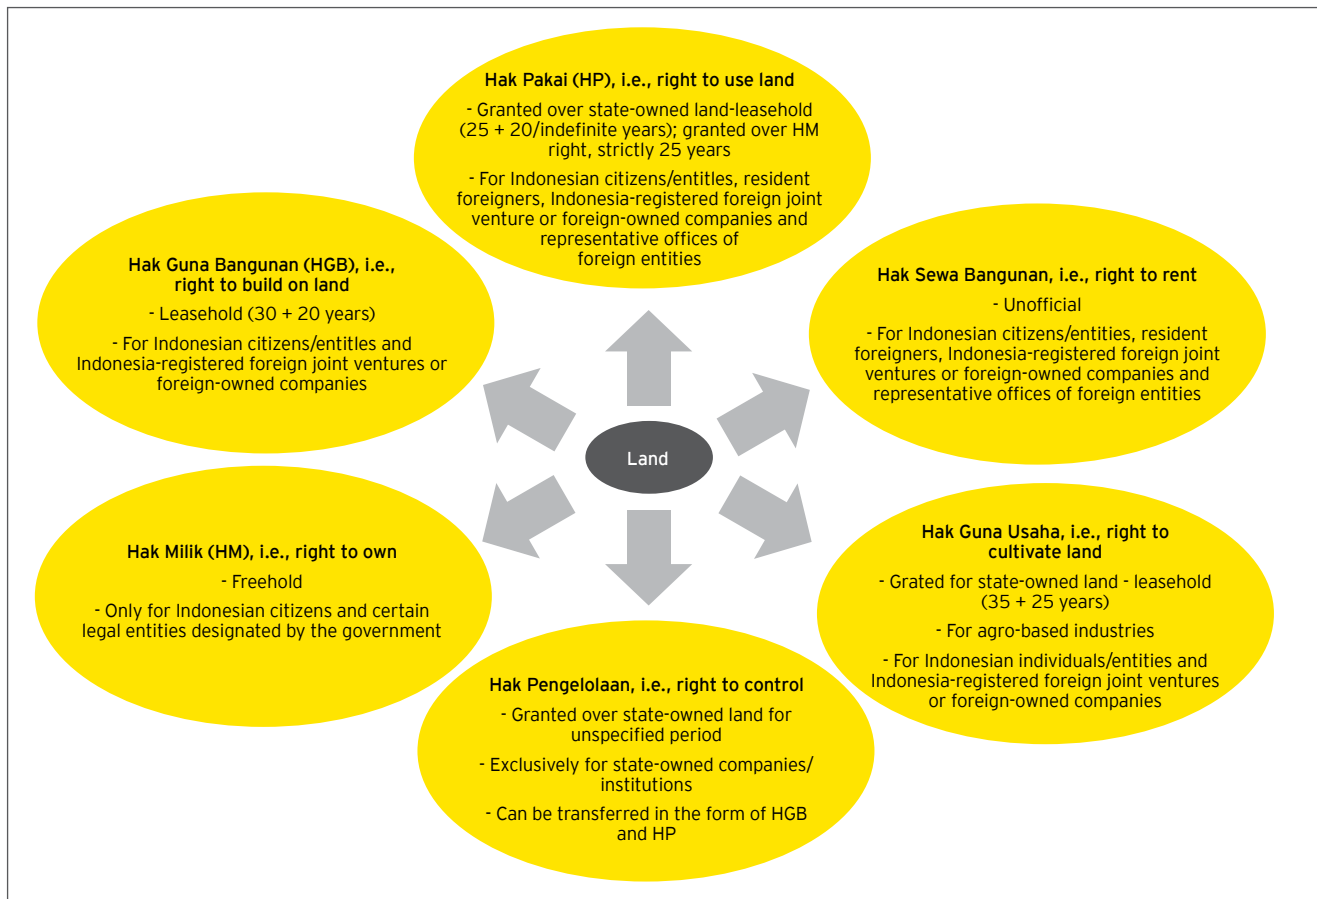 Hak Pakai (HP), i.e., right to use land
- Granted over state-owned land-leasehold
(25 + 20/indefinite years); granted over HM
right, strictly 25 years
- For Indonesian citizens/entitles, resident
foreigners, Indonesia-registered foreign joint
venture or foreign-owned companies and
representative offices of
foreign entities
Hak Guna Bangunan (HGB), i.e.,
right to build on land
- Leasehold (30 + 20 years)
- For Indonesian citizens/entitles and
Indonesia-registered foreign joint ventures or
foreign-owned companies
Hak Sewa Bangunan, i.e., right to rent
- Unofficial
- For Indonesian citizens/entities, resident
foreigners, Indonesia-registered foreign joint
ventures or foreign-owned companies and
representative offices of foreign entities
Land
Hak Milik (HM), i.e., right to own
- Freehold
- Only for Indonesian citizens and certain
legal entities designated by the government
Hak Guna Usaha, i.e., right to
cultivate land
- Grated for state-owned land - leasehold
(35 + 25 years)
- For agro-based industries
- For Indonesian individuals/entities and
Indonesia-registered foreign joint ventures
or foreign-owned companies
Hak Pengelolaan, i.e., right to control
- Granted over state-owned land for
unspecified period
- Exclusively for state-owned companies/
institutions
- Can be transferred in the form of HGB
and HP